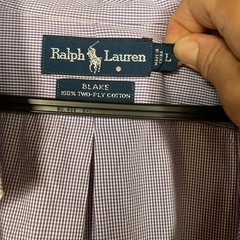 Ralph Lauren
L
BLAKE
100% TWO-PLY COTTON